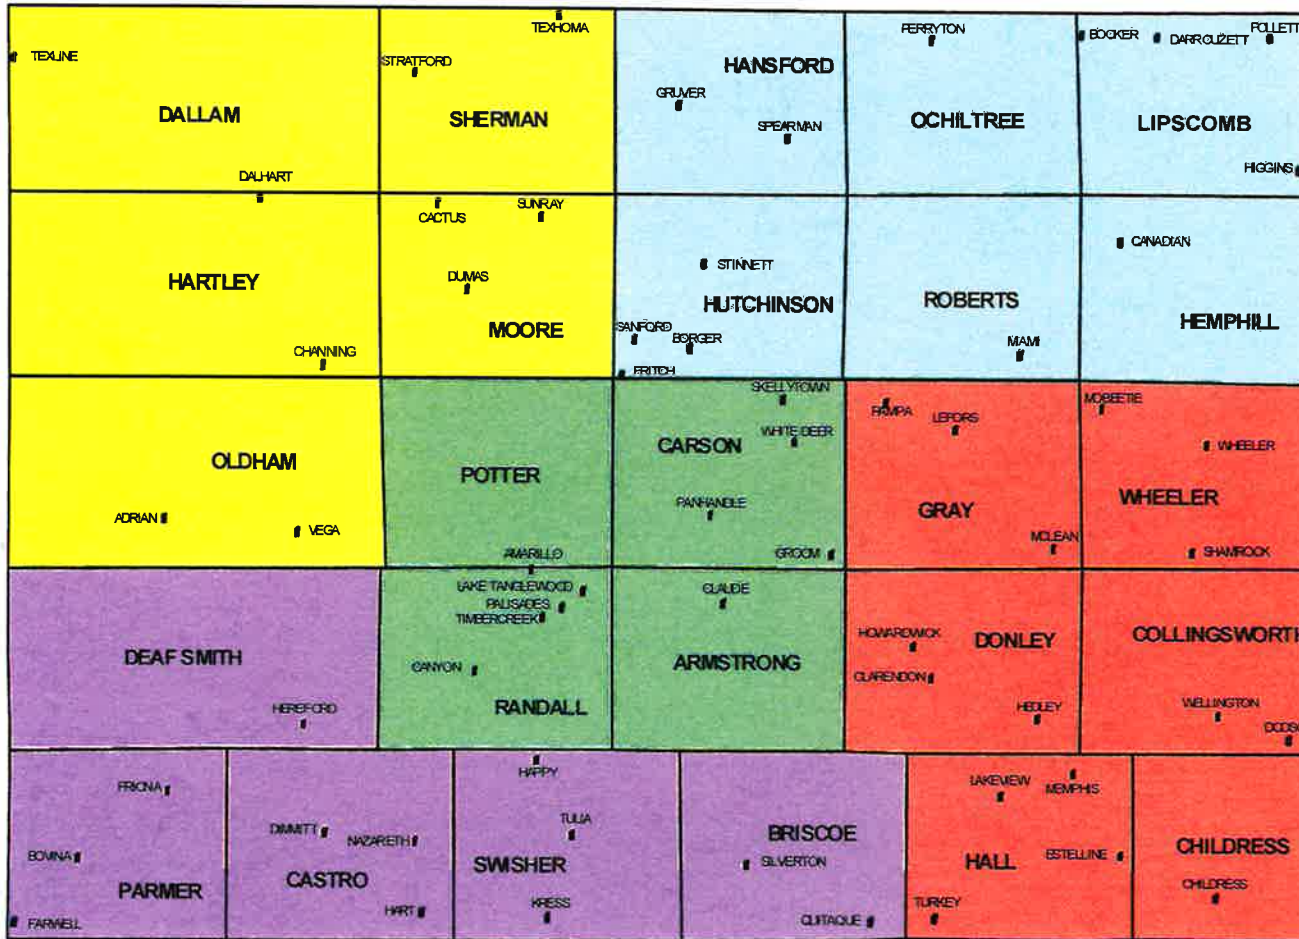 TEXLINE
DALLAM
DALHART
TEXHOMA
STRATFORD
SHERMAN
HANSFORD
GRUVER
SPEARMAN
PERRYTON
OCHILTREE
BOOKER
DARROUZETT
FOLLETT
LIPSCOMB
HIGGINS
HARTLEY
CHANNING
CACTUS
SUNRAY
DUMAS
MOORE
STINNETT
HUTCHINSON
SANFORD
BORGER
FRITCH
ROBERTS
MIAMI
CANADIAN
HEMPHILL
OLDHAM
ADRIAN
VEGA
POTTER
AMARILLO
SKELLYTOWN
WHITE DEER
CARSON
PANHANDLE
GROOM
PAMPA
LEFORS
GRAY
MCLEAN
MOBEETIE
WHEELER
WHEELER
SHAMROCK
DEAF SMITH
HEREFORD
LAKE TANGLEWOOD
PALISADES
TIMBERCREEK
CANYON
RANDALL
CLAUDE
ARMSTRONG
HOWARDWICK
DONLEY
CLARENDON
HEDLEY
COLLINGSWORTH
WELLINGTON
DODSO
FRIONA
BOVINA
PARMER
FARWELL
DIMMITT
NAZARETH
CASTRO
HART
HAPPY
TULIA
SWISHER
KRESS
BRISCOE
SILVERTON
QUITAQUE
LAKEVIEW
MEMPHIS
HALL
ESTELLINE
TURKEY
CHILDRESS
CHILDRESS